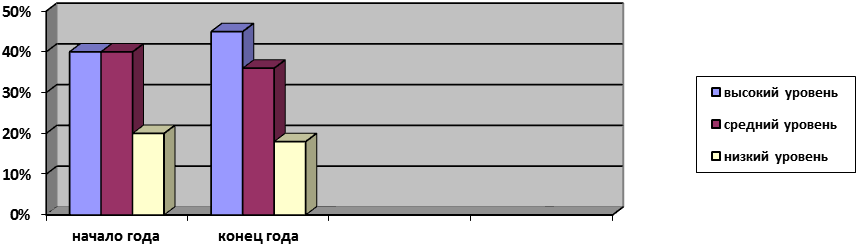 50%
40%
30%
20%
10%
0%
начало года
конец года
высокий уровень
средний уровень
низкий уровень